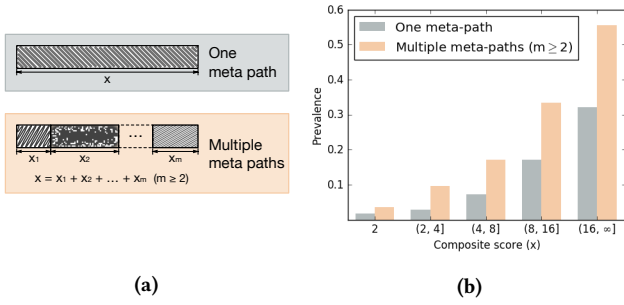 One
meta path
x
Multiple
meta paths
...
x₁ x₂ xₘ
x = x₁ + x₂ + ... + xₘ (m ≥ 2)
(a)
0.6
0.5
0.4
0.3
0.2
0.1
Prevalence
One meta-path
Multiple meta-paths (m ≥ 2)
2 (2, 4] (4, 8] (8, 16] (16, ∞]
Composite score (x)
(b)